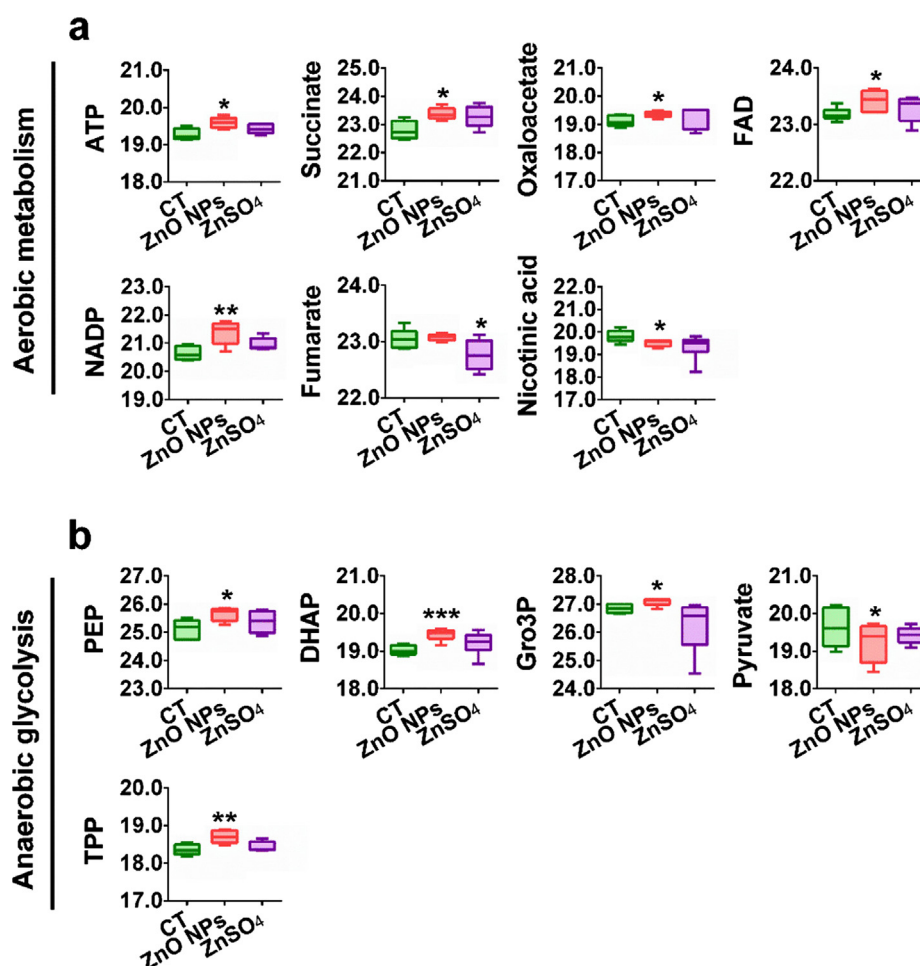 a
Aerobic metabolism
ATP
20.0
19.0
18.0
*
CT
ZnO NPs
ZnSO₄
Succinate
25.0
24.0
23.0
22.0
21.0
*
CT
ZnO NPs
ZnSO₄
Oxaloacetate
21.0
20.0
19.0
18.0
17.0
*
CT
ZnO NPs
ZnSO₄
FAD
24.0
23.0
22.0
*
CT
ZnO NPs
ZnSO₄
NADP
23.0
22.0
21.0
20.0
19.0
**
CT
ZnO NPs
ZnSO₄
Fumarate
24.0
23.0
22.0
*
CT
ZnO NPs
ZnSO₄
Nicotinic acid
22.0
21.0
20.0
19.0
18.0
17.0
*
CT
ZnO NPs
ZnSO₄
b
Anaerobic glycolysis
PEP
27.0
26.0
25.0
24.0
23.0
*
CT
ZnO NPs
ZnSO₄
DHAP
21.0
20.0
19.0
18.0
***
CT
ZnO NPs
ZnSO₄
Gro3P
28.0
27.0
26.0
25.0
24.0
*
CT
ZnO NPs
ZnSO₄
Pyruvate
21.0
20.0
19.0
18.0
*
CT
ZnO NPs
ZnSO₄
TPP
20.0
19.0
18.0
17.0
**
CT
ZnO NPs
ZnSO₄